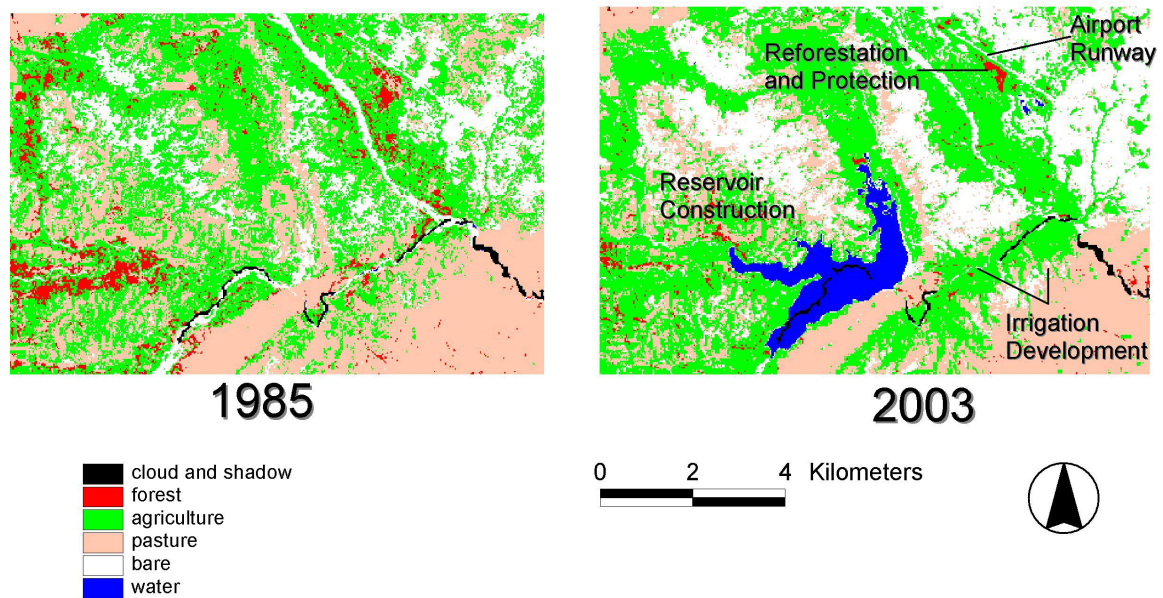 Airport
Runway
Reforestation
and Protection
Reservoir
Construction
Irrigation
Development
1985
2003
cloud and shadow
forest
agriculture
pasture
bare
water
0 2 4 Kilometers